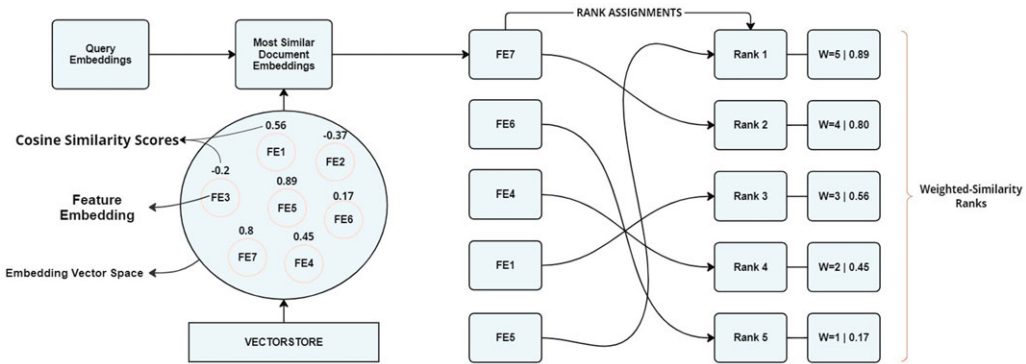 RANK ASSIGNMENTS
Query
Embeddings
Most Similar
Document
Embeddings
FE7
Rank 1
W=5 | 0.89
FE6
Rank 2
W=4 | 0.80
FE4
Rank 3
W=3 | 0.56
FE1
Rank 4
W=2 | 0.45
FE5
Rank 5
W=1 | 0.17
Weighted-Similarity
Ranks
Cosine Similarity Scores
0.56
FE1
-0.37
FE2
-0.2
FE3
0.89
FE5
0.17
FE6
0.8
FE7
0.45
FE4
Feature
Embedding
Embedding Vector Space
VECTORSTORE